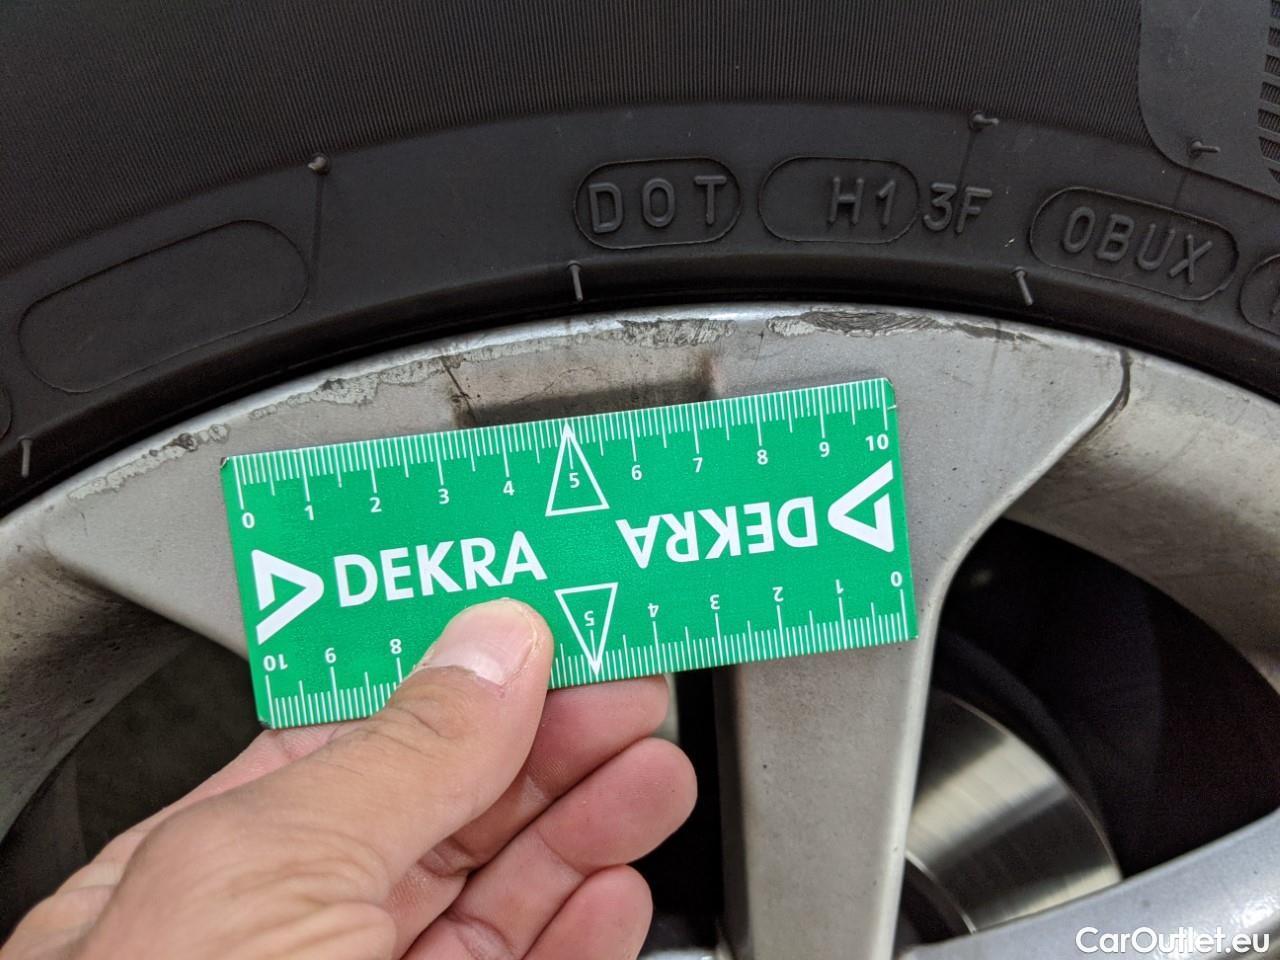 DOT H1 3F 0BUX
0 1 2 3 4 5 6 7 8 9 10
DEKRA
DEKRA
10 9 8 5 4 3 2 1 0
CarOutlet.eu